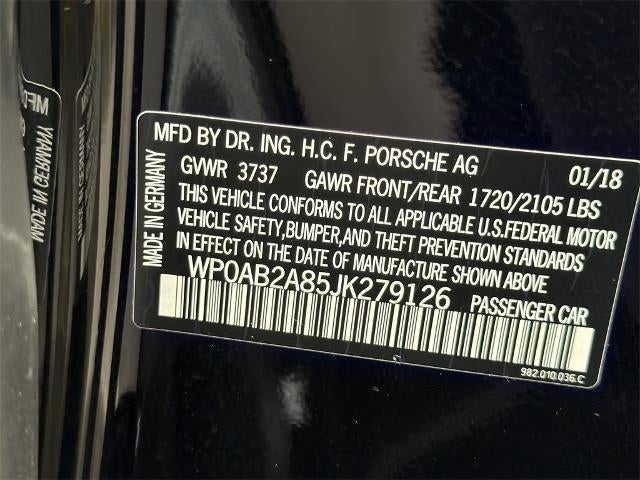 MFD BY DR. ING. H.C. F. PORSCHE AG 01/18
GVWR 3737 GAWR FRONT/REAR 1720/2105 LBS
THIS VEHICLE CONFORMS TO ALL APPLICABLE U.S.FEDERAL MOTOR
VEHICLE SAFETY,BUMPER,AND THEFT PREVENTION STANDARDS
IN EFFECT ON THE DATE OF MANUFACTURE SHOWN ABOVE
WP0AB2A85JK279126 PASSENGER CAR
982.010.036.C
MADE IN GERMANY